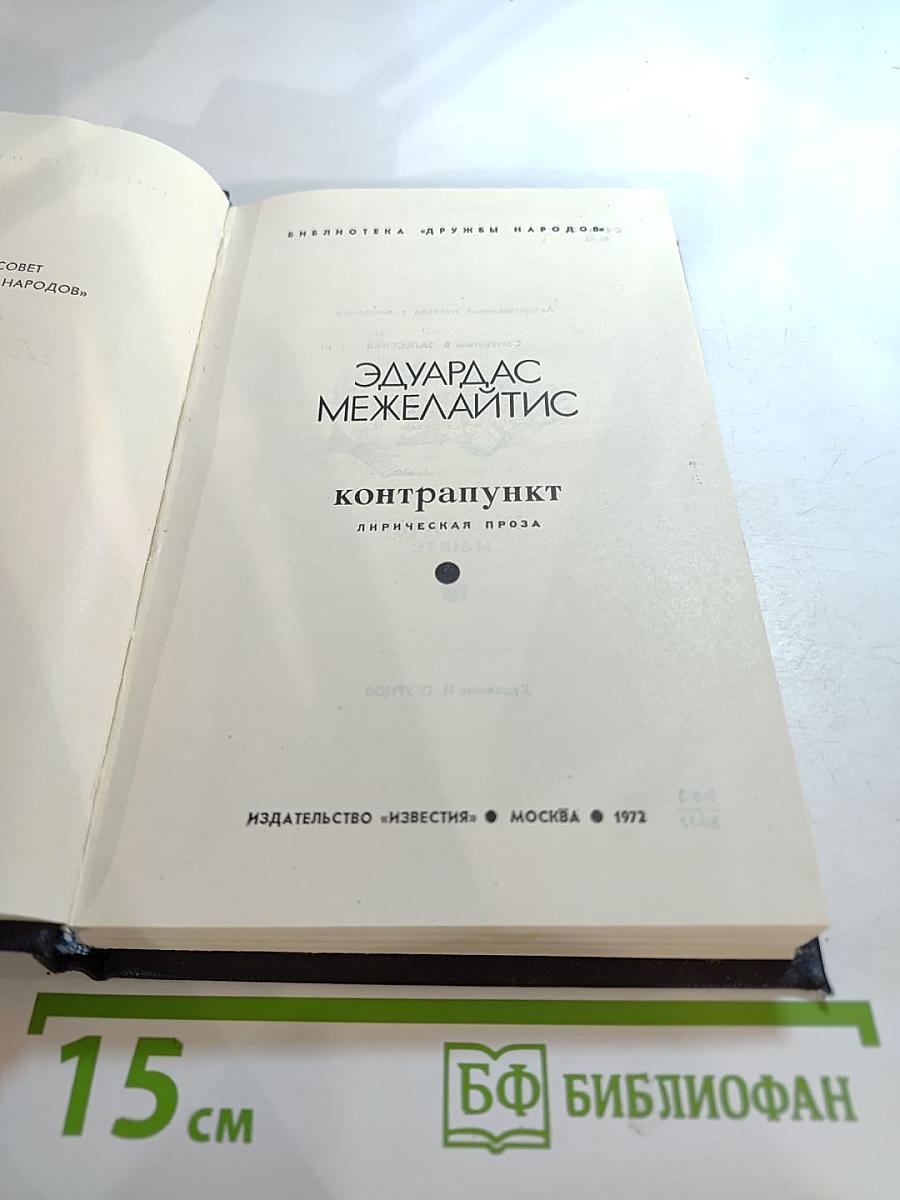 СОВЕТ
НАРОДОВ»
БИБЛИОТЕКА «ДРУЖБЫ НАРОДОВ»
ЭДУАРДАС
МЕЖЕЛАЙТИС
контрапункт
ЛИРИЧЕСКАЯ ПРОЗА
ИЗДАТЕЛЬСТВО «ИЗВЕСТИЯ» ● МОСКВА ● 1972
15 см
БФ БИБЛИОФАН